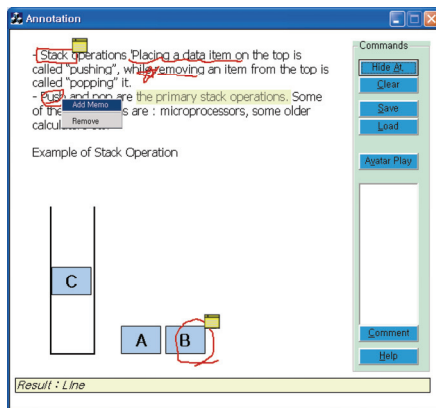 Annotation
- Stack operations 'Placing a data item on the top is
called "pushing", while removing an item from the top is
called "popping" it.
- Push and pop are the primary stack operations. Some
of the are : microprocessors, some older
calculators
Add Memo
Remove
Example of Stack Operation
C
A
B
Commands
Hide At.
Clear
Save
Load
Avatar Play
Comment
Help
Result : LIne